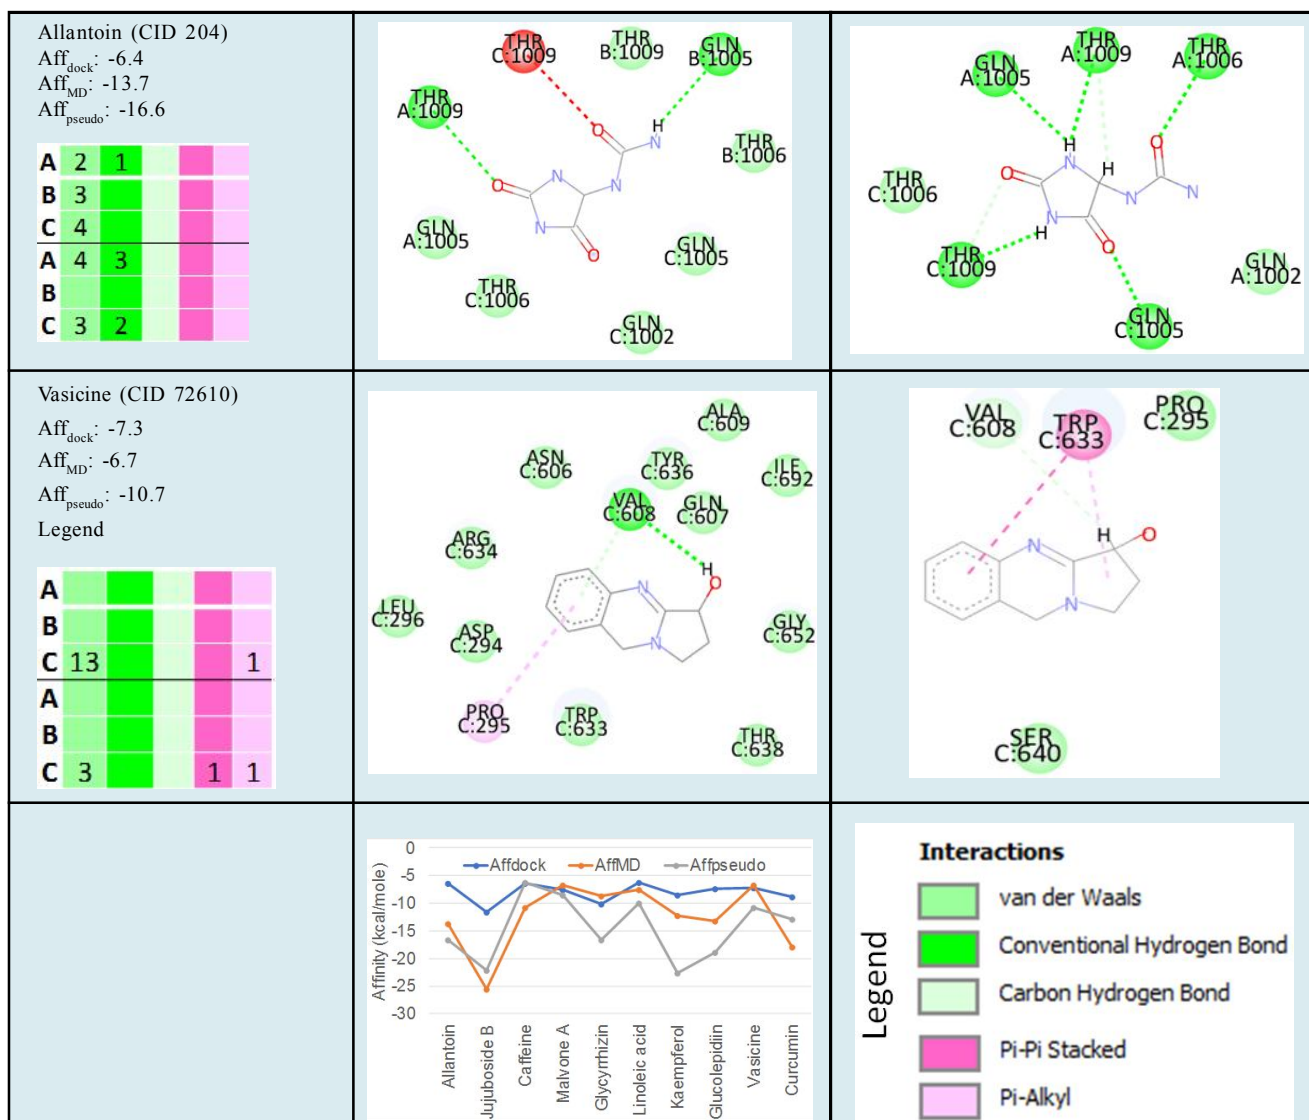 Allantoin (CID 204)
Aff_dock: -6.4
Aff_MD: -13.7
Aff_pseudo: -16.6
A 2 1
B 3
C 4
A 4 3
B
C 3 2
THR C:1009
THR B:1009
GLN B:1005
THR A:1009
H
O
N
THR B:1006
O
N
N
N
O
GLN A:1005
GLN C:1005
THR C:1006
GLN C:1002
THR A:1009
THR A:1006
GLN A:1005
H
O
N
H
O
THR C:1006
N
N
N
H
O
THR C:1009
GLN A:1002
GLN C:1005
Vasicine (CID 72610)
Aff_dock: -7.3
Aff_MD: -6.7
Aff_pseudo: -10.7
Legend
A
B
C 13 1
A
B
C 3 1 1
ALA C:609
ASN C:606
TYR C:636
ILE C:692
VAL C:608
GLN C:607
ARG C:634
H
O
N
LEU C:296
ASP C:294
GLY C:652
N
PRO C:295
TRP C:633
THR C:638
VAL C:608
TRP C:633
PRO C:295
H
O
N
N
SER C:640
Affdock AffMD Affpseudo
Affinity (kcal/mole)
0
-5
-10
-15
-20
-25
-30
Allantoin
Jujuboside B
Caffeine
Malvone A
Glycyrrhizin
Linoleic acid
Kaempferol
Glucolepidiin
Vasicine
Curcumin
Legend
Interactions
van der Waals
Conventional Hydrogen Bond
Carbon Hydrogen Bond
Pi-Pi Stacked
Pi-Alkyl